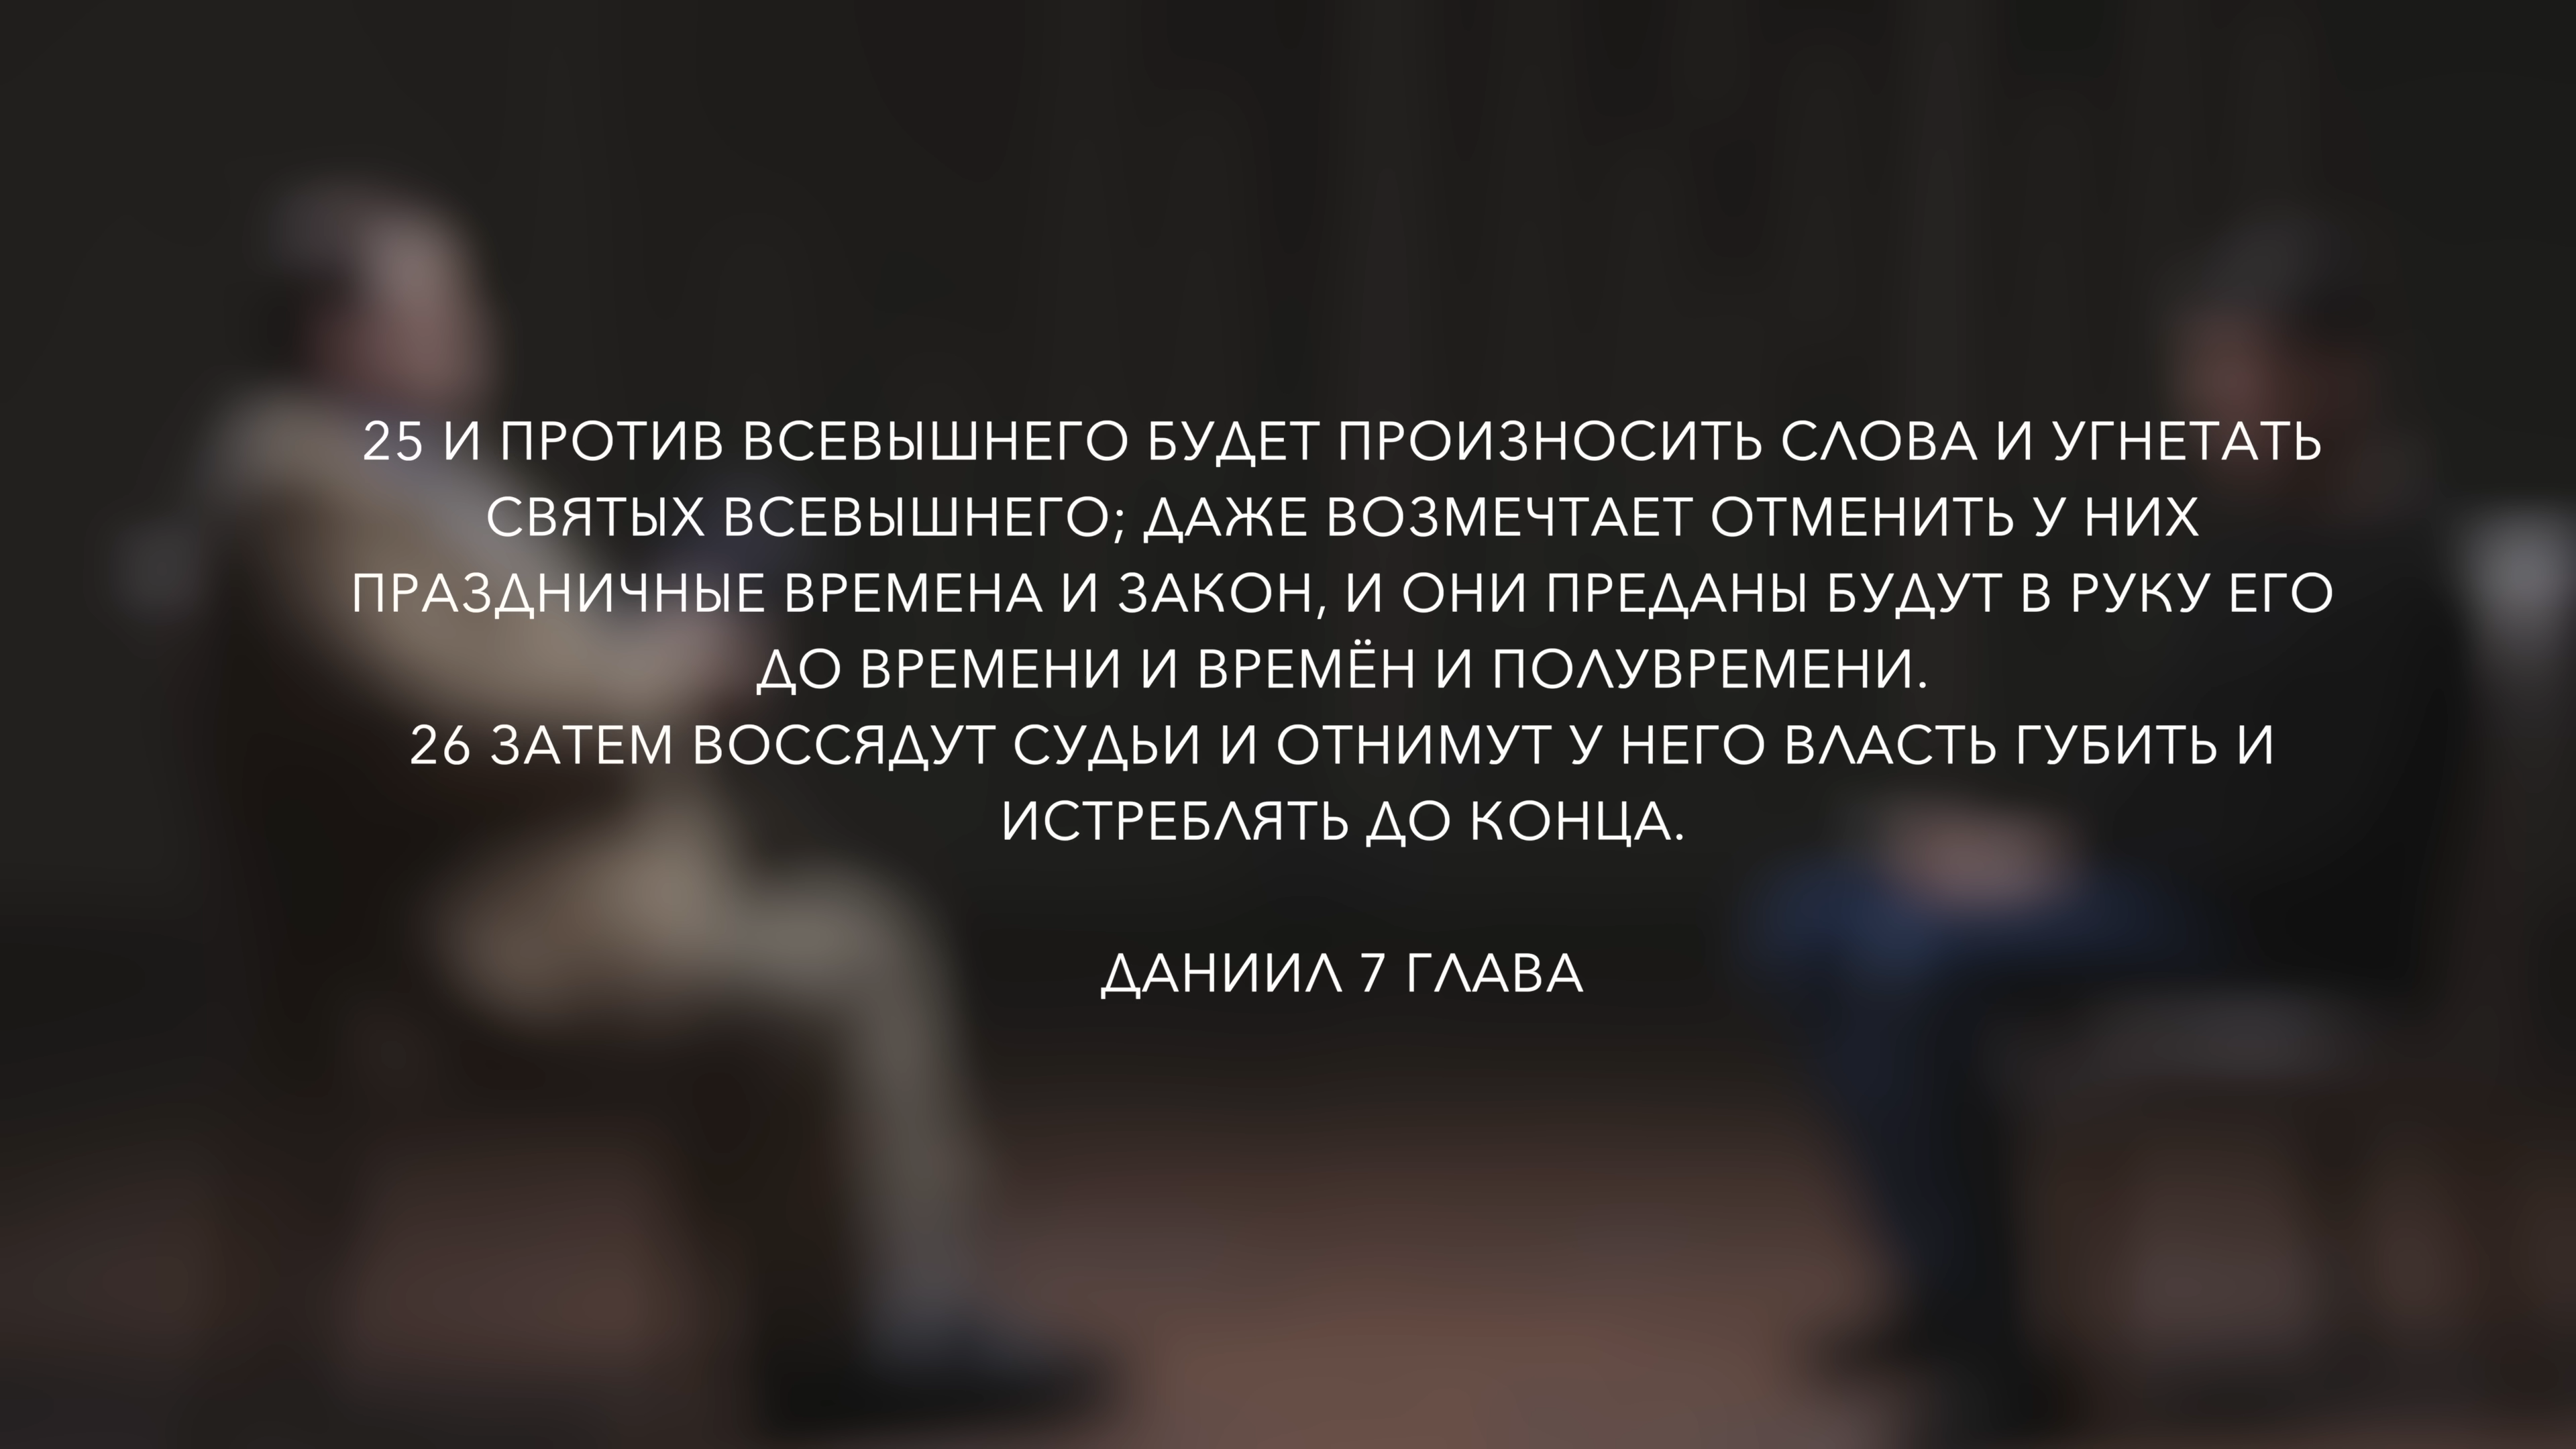 25 И ПРОТИВ ВСЕВЫШНЕГО БУДЕТ ПРОИЗНОСИТЬ СЛОВА И УГНЕТАТЬ
СВЯТЫХ ВСЕВЫШНЕГО; ДАЖЕ ВОЗМЕЧТАЕТ ОТМЕНИТЬ У НИХ
ПРАЗДНИЧНЫЕ ВРЕМЕНА И ЗАКОН, И ОНИ ПРЕДАНЫ БУДУТ В РУКУ ЕГО
ДО ВРЕМЕНИ И ВРЕМЁН И ПОЛУВРЕМЕНИ.
26 ЗАТЕМ ВОССЯДУТ СУДЬИ И ОТНИМУТ У НЕГО ВЛАСТЬ ГУБИТЬ И
ИСТРЕБЛЯТЬ ДО КОНЦА.
ДАНИИЛ 7 ГЛАВА